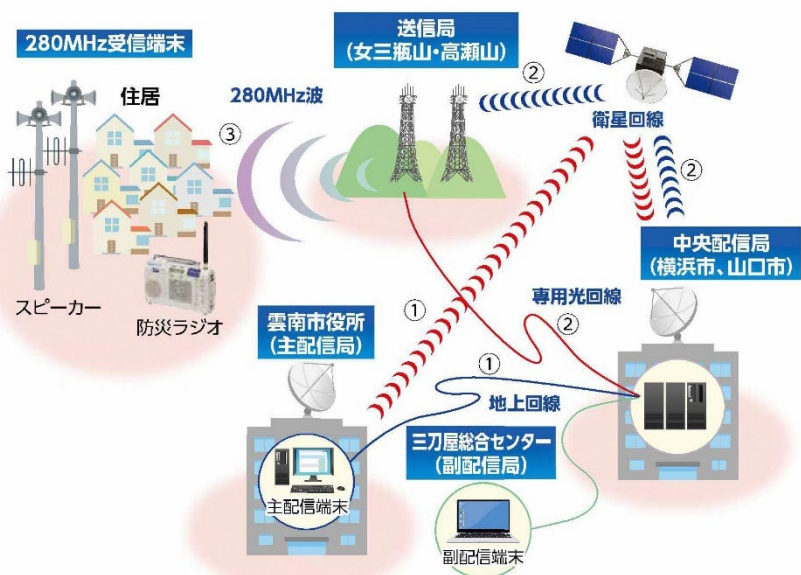 280MHz受信端末
送信局
(女三瓶山・高瀬山)
②
衛星回線
住居
280MHz波
③
②
中央配信局
(横浜市、山口市)
スピーカー
防災ラジオ
雲南市役所
(主配信局)
①
専用光回線
②
①
地上回線
三刀屋総合センター
(副配信局)
主配信端末
副配信端末